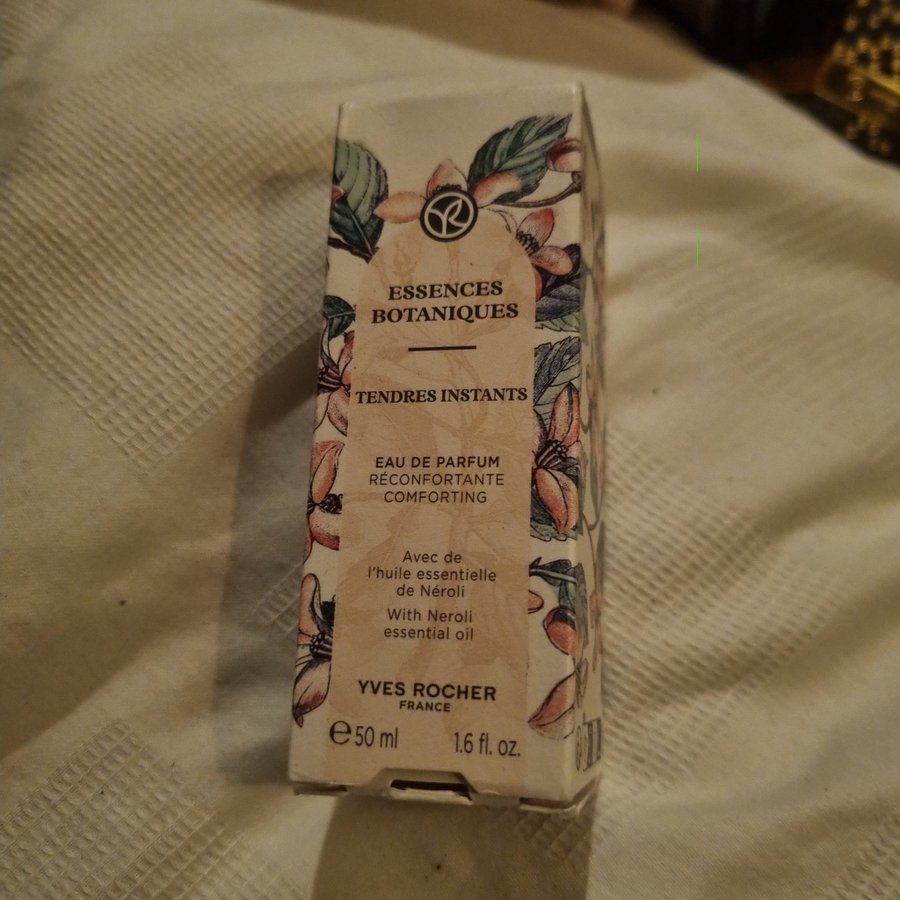 ESSENCES
BOTANIQUES
TENDRES INSTANTS
EAU DE PARFUM
RÉCONFORTANTE
COMFORTING
Avec de
l'huile essentielle
de Néroli
With Neroli
essential oil
YVES ROCHER
FRANCE
℮50 ml 1.6 fl. oz.